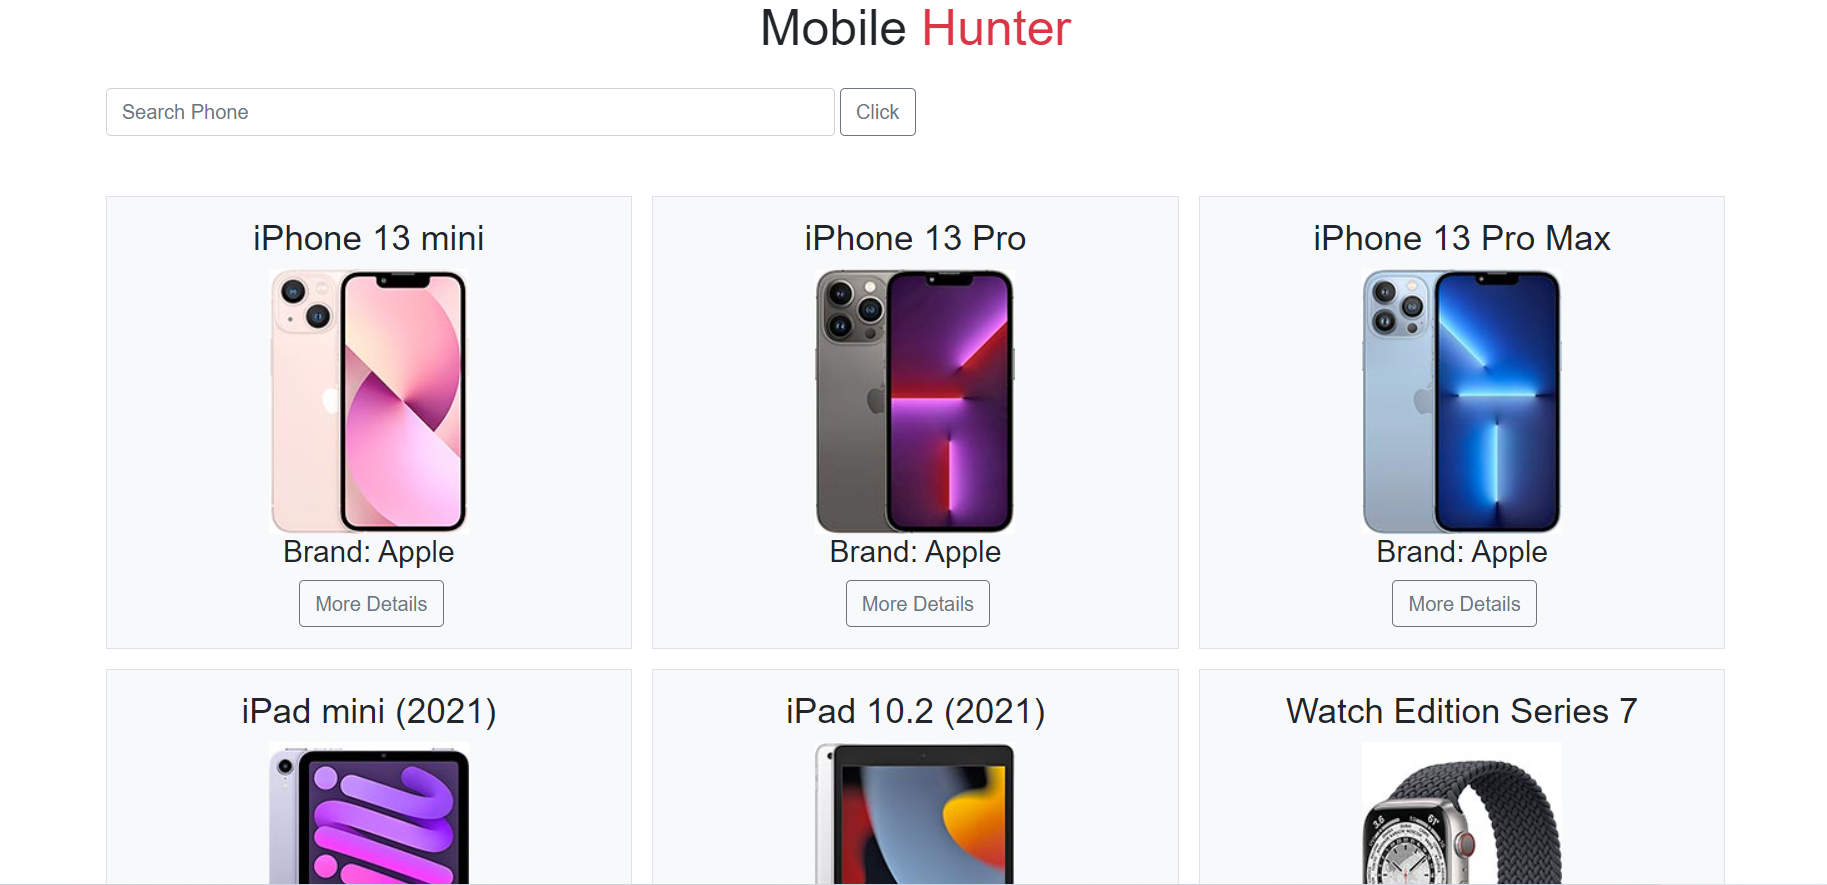 Mobile Hunter
Search Phone
Click
iPhone 13 mini
iPhone 13 Pro
iPhone 13 Pro Max
Brand: Apple
Brand: Apple
Brand: Apple
More Details
More Details
More Details
iPad mini (2021)
iPad 10.2 (2021)
Watch Edition Series 7